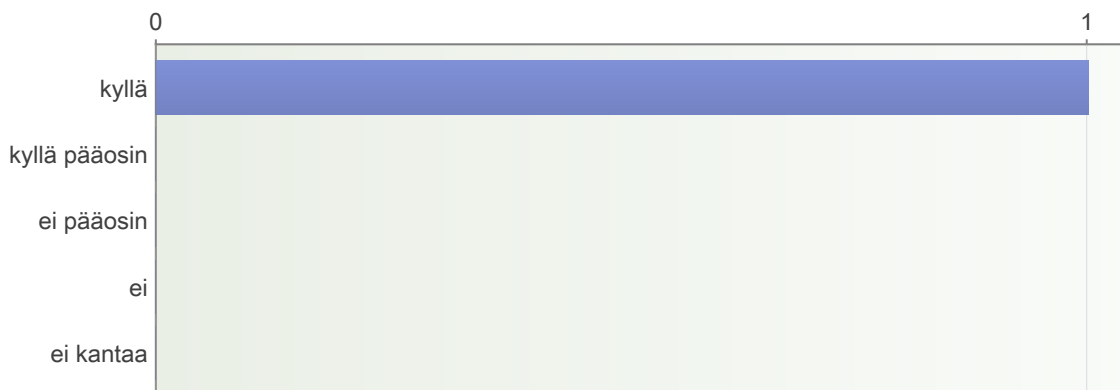 0 1
kyllä
kyllä pääosin
ei pääosin
ei
ei kantaa